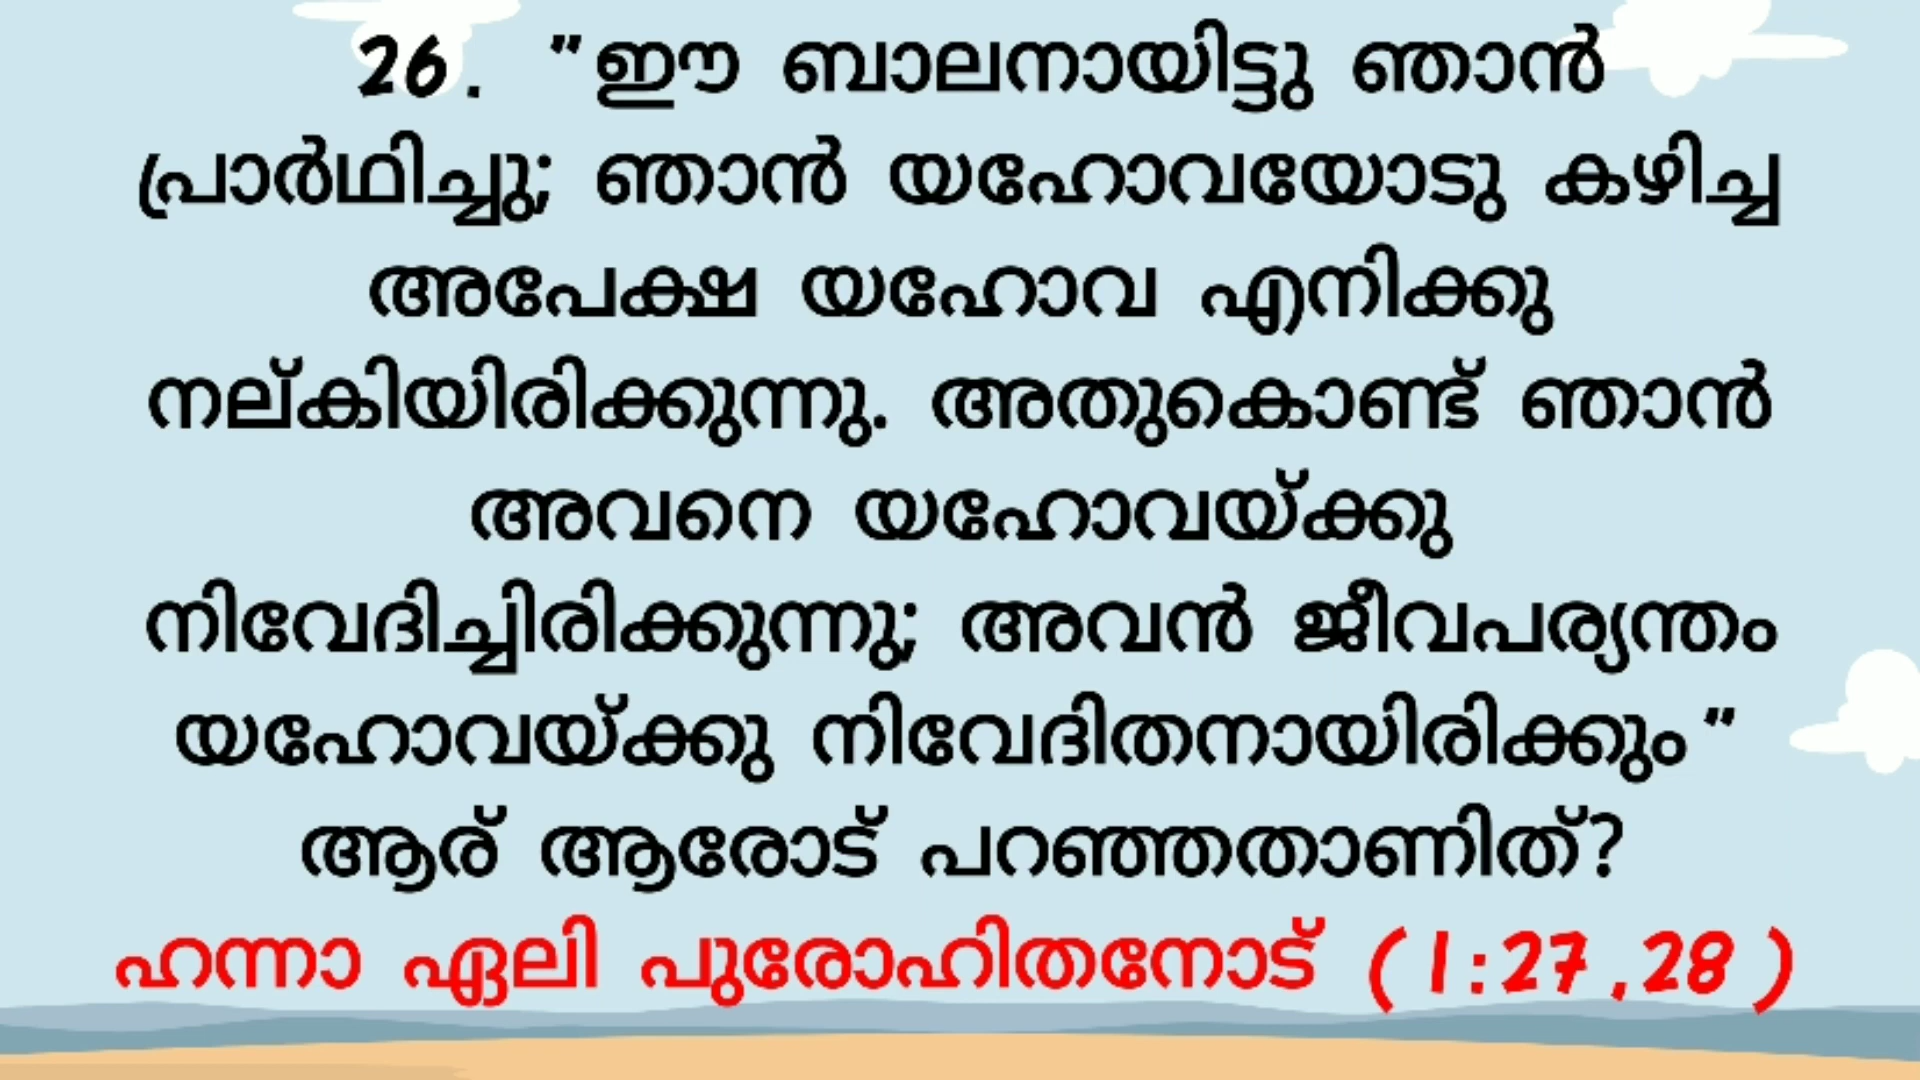 26. "ഈ ബാലനായിട്ടു ഞാൻ
പ്രാർഥിച്ചു; ഞാൻ യഹോവയോടു കഴിച്ച
അപേക്ഷ യഹോവ എനിക്കു
നല്കിയിരിക്കുന്നു. അതുകൊണ്ട് ഞാൻ
അവനെ യഹോവയ്ക്കു
നിവേദിച്ചിരിക്കുന്നു; അവൻ ജീവപര്യന്തം
യഹോവയ്ക്കു നിവേദിതനായിരിക്കും"
ആര് ആരോട് പറഞ്ഞതാണിത്?
ഹന്നാ ഏലി പുരോഹിതനോട് (1:27,28)